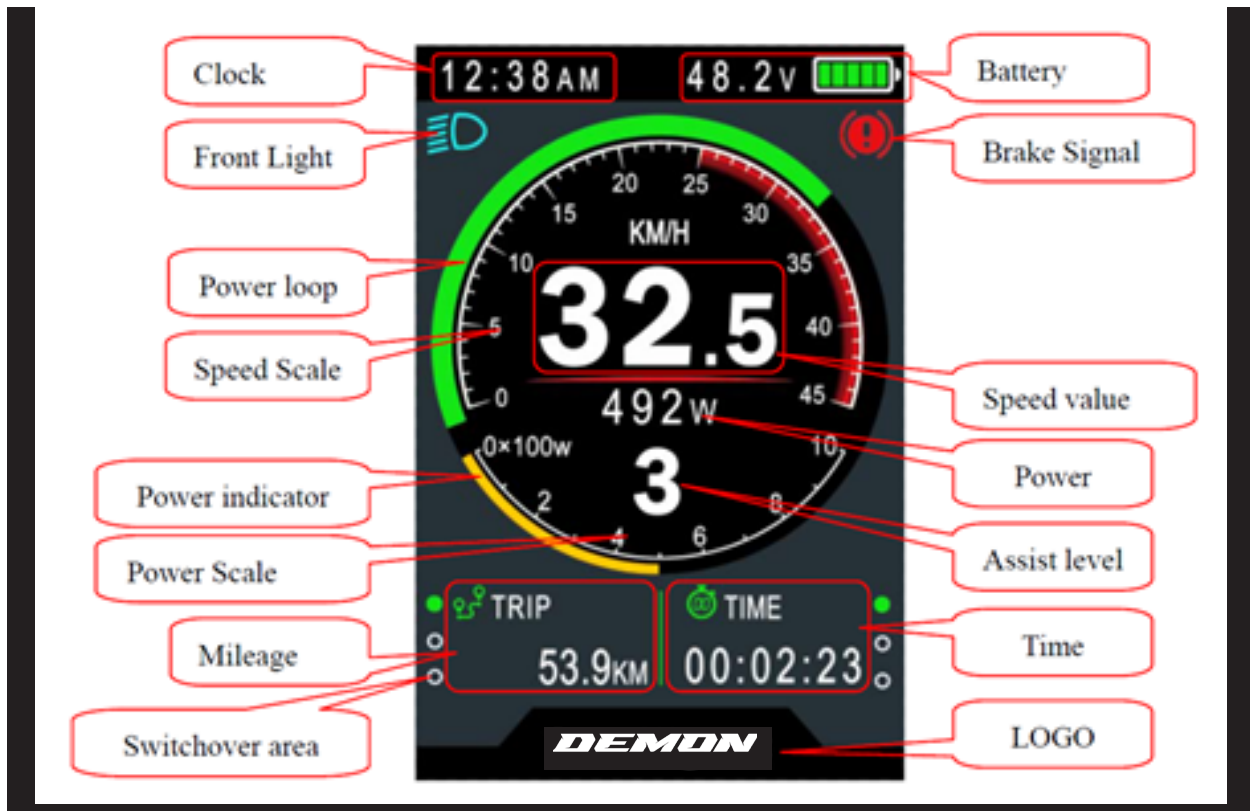 Clock
12:38AM
48.2V
Battery
Front Light
Brake Signal
20
25
15
30
KM/H
10
35
Power loop
32.5
5
40
Speed Scale
0
492W
45
Speed value
0×100w
10
3
Power
Power indicator
2
8
4
6
Assist level
Power Scale
TRIP
TIME
Mileage
53.9KM
00:02:23
Time
Switchover area
DEMON
LOGO